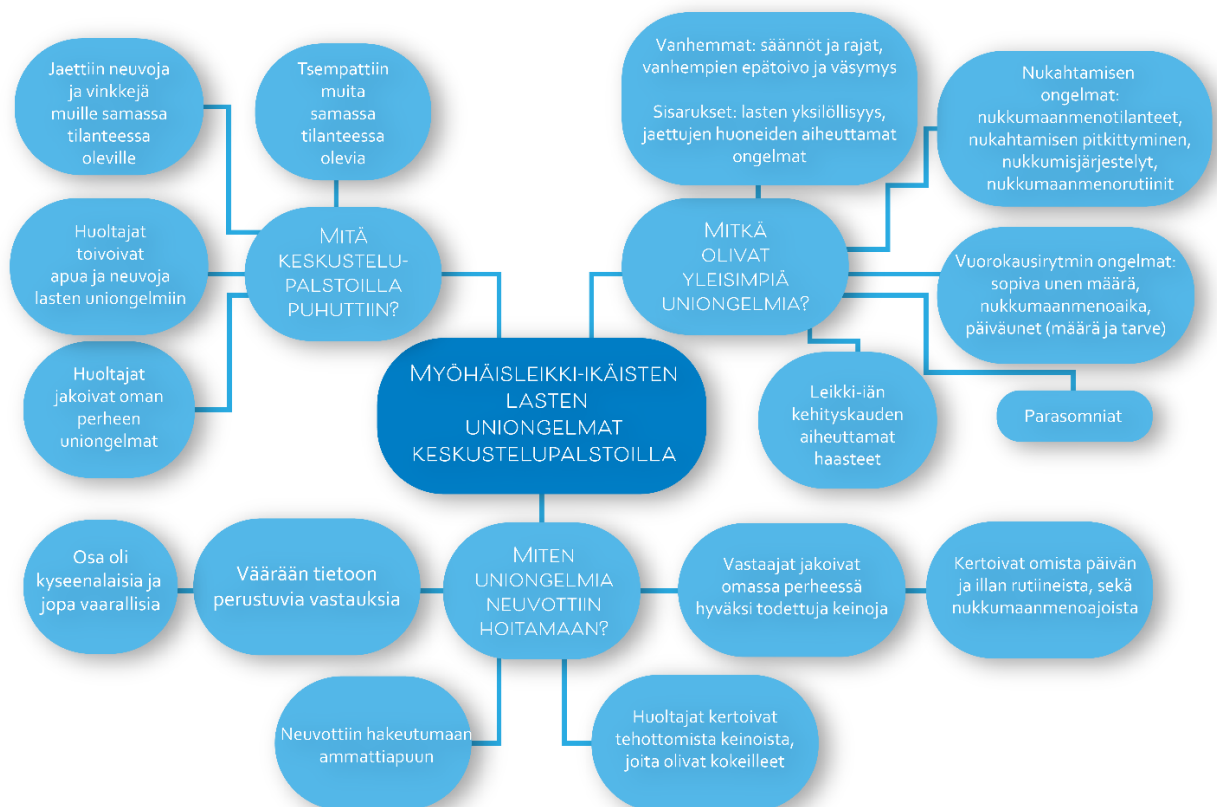 Jaettiin neuvoja
ja vinkkejä
muille samassa
tilanteessa
oleville
Tsempattiin
muita
samassa
tilanteessa
olevia
Huoltajat
toivoivat
apua ja neuvoja
lasten uniongelmiin
MITÄ
KESKUSTELU-
PALSTOILLA
PUHUTTIIN?
Huoltajat
jakoivat oman
perheen
uniongelmat
Vanhemmat: säännöt ja rajat,
vanhempien epätoivo ja väsymys
Sisarukset: lasten yksilöllisyys,
jaettujen huoneiden aiheuttamat
ongelmat
Nukahtamisen
ongelmat:
nukkumaanmenotilanteet,
nukahtamisen pitkittyminen,
nukkumisjärjestelyt,
nukkumaanmenorutiinit
MITKÄ
OLIVAT
YLEISIMPIÄ
UNIONGELMIA?
Vuorokausirytmin ongelmat:
sopiva unen määrä,
nukkumaanmenoaika,
päiväunet (määrä ja tarve)
Leikki-iän
kehityskauden
aiheuttamat
haasteet
Parasomniat
MYÖHÄISLEIKKI-IKÄISTEN
LASTEN
UNIONGELMAT
KESKUSTELUPALSTOILLA
Osa oli
kyseenalaisia ja
jopa vaarallisia
Väärään tietoon
perustuvia vastauksia
MITEN
UNIONGELMIA
NEUVOTTIIN
HOITAMAAN?
Vastaajat jakoivat
omassa perheessä
hyväksi todettuja keinoja
Kertoivat omista päivän
ja illan rutiineista, sekä
nukkumaanmenoajoista
Neuvottiin hakeutumaan
ammattiapuun
Huoltajat kertoivat
tehottomista keinoista,
joita olivat kokeilleet